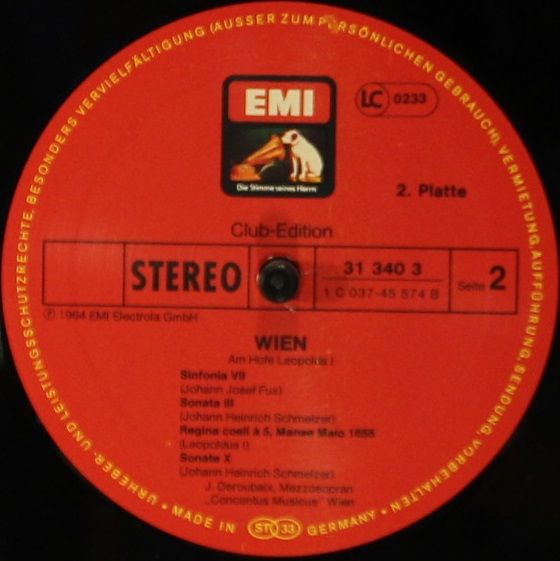 URHEBER- UND LEISTUNGSSCHUTZRECHTE, BESONDERS VERVIELFÄLTIGUNG (AUSSER ZUM PERSÖNLICHEN GEBRAUCH), VERMIETUNG, AUFFÜHRUNG, SENDUNG, VORBEHALTEN •
EMI
Die Stimme seines Herrn
LC 0233
2. Platte
Club-Edition
STEREO
31 340 3
1 C 037-45 574 B
Seite 2
℗ 1964 EMI Electrola GmbH
WIEN
Am Hofe Leopolds I
Sinfonia VII
(Johann Josef Fux)
Sonata III
(Johann Heinrich Schmelzer)
Regina coeli à 5, Manse Maio 1655
(Leopoldus I)
Sonate X
(Johann Heinrich Schmelzer)
J. Deroubaix, Mezzosopran
„Concentus Musicus" Wien
• MADE IN ST 33 GERMANY •